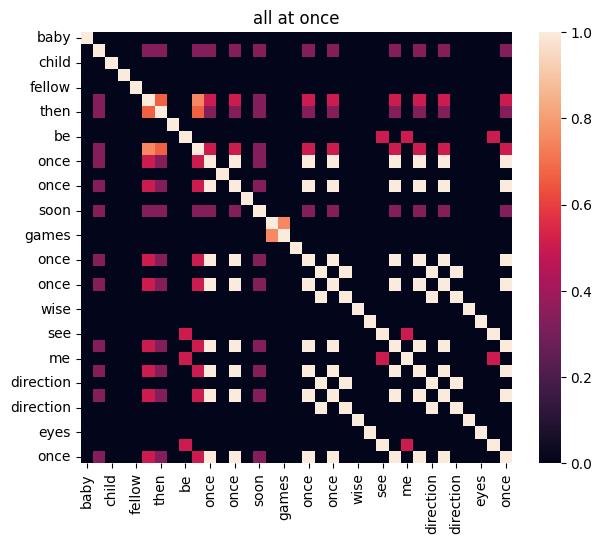 all at once
baby
child
fellow
then
be
once
once
soon
games
once
once
wise
see
me
direction
direction
eyes
once
1.0
0.8
0.6
0.4
0.2
0.0
baby
child
fellow
then
be
once
once
soon
games
once
once
wise
see
me
direction
direction
eyes
once